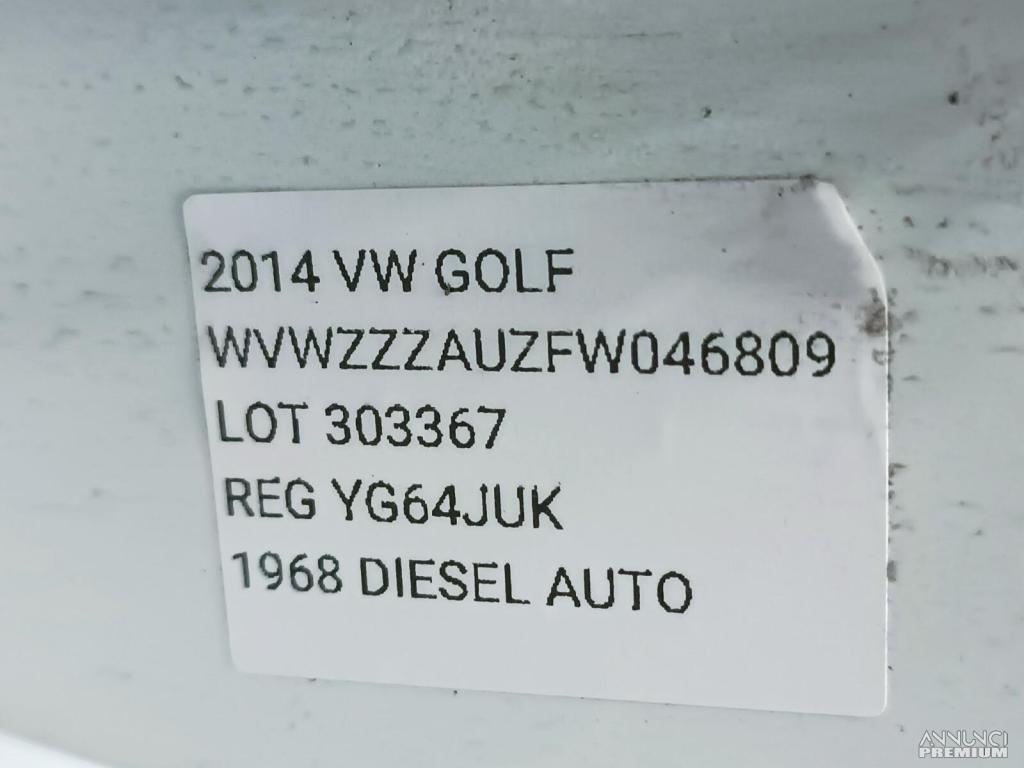 2014 VW GOLF
WVWZZZAUZFW046809
LOT 303367
REG YG64JUK
1968 DIESEL AUTO
ANNUNCI
PREMIUM